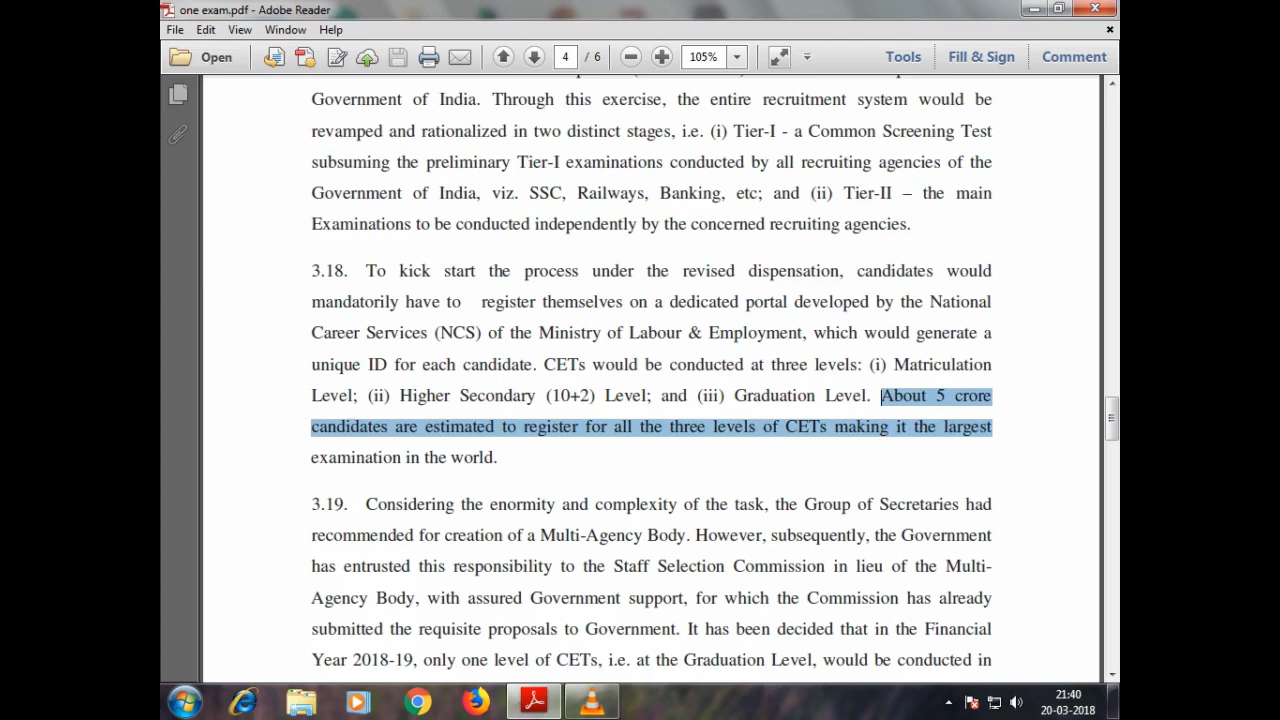 one exam.pdf - Adobe Reader
File Edit View Window Help
Open 4 / 6 105% Tools Fill & Sign Comment
Government of India. Through this exercise, the entire recruitment system would be
revamped and rationalized in two distinct stages, i.e. (i) Tier-I - a Common Screening Test
subsuming the preliminary Tier-I examinations conducted by all recruiting agencies of the
Government of India, viz. SSC, Railways, Banking, etc; and (ii) Tier-II – the main
Examinations to be conducted independently by the concerned recruiting agencies.
3.18. To kick start the process under the revised dispensation, candidates would
mandatorily have to register themselves on a dedicated portal developed by the National
Career Services (NCS) of the Ministry of Labour & Employment, which would generate a
unique ID for each candidate. CETs would be conducted at three levels: (i) Matriculation
Level; (ii) Higher Secondary (10+2) Level; and (iii) Graduation Level. About 5 crore
candidates are estimated to register for all the three levels of CETs making it the largest
examination in the world.
3.19. Considering the enormity and complexity of the task, the Group of Secretaries had
recommended for creation of a Multi-Agency Body. However, subsequently, the Government
has entrusted this responsibility to the Staff Selection Commission in lieu of the Multi-
Agency Body, with assured Government support, for which the Commission has already
submitted the requisite proposals to Government. It has been decided that in the Financial
Year 2018-19, only one level of CETs, i.e. at the Graduation Level, would be conducted in
21:40
20-03-2018